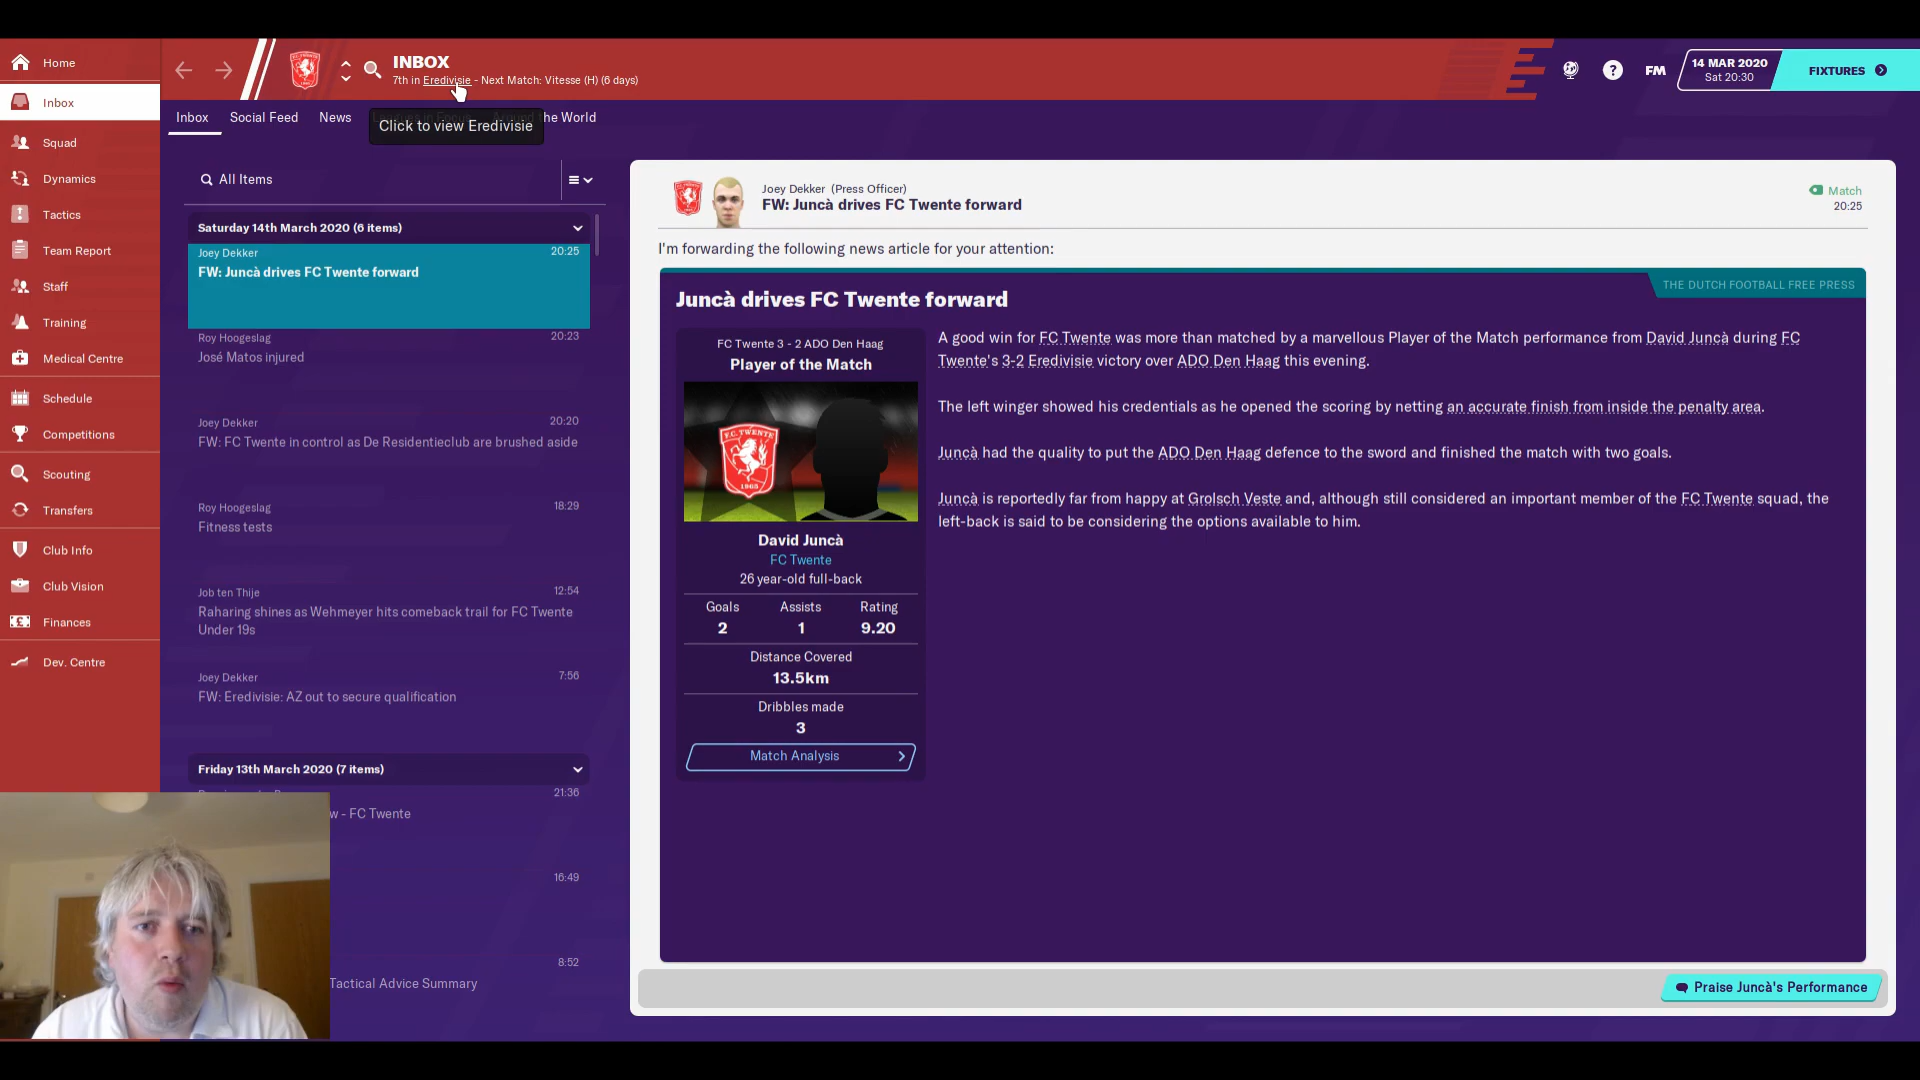 Home
Inbox
Squad
Dynamics
Tactics
Team Report
Staff
Training
Medical Centre
Schedule
Competitions
Scouting
Transfers
Club Info
Club Vision
Finances
Dev. Centre
INBOX
7th in Eredivisie - Next Match: Vitesse (H) (6 days)
FM
14 MAR 2020
Sat 20:30
FIXTURES
Inbox
Social Feed
News
the World
Click to view Eredivisie
All Items
Saturday 14th March 2020 (6 items)
Joey Dekker 20:25
FW: Juncà drives FC Twente forward
Roy Hoogeslag 20:23
José Matos injured
Joey Dekker 20:20
FW: FC Twente in control as De Residentieclub are brushed aside
Roy Hoogeslag 18:29
Fitness tests
Job ten Thije 12:54
Raharing shines as Wehmeyer hits comeback trail for FC Twente
Under 19s
Joey Dekker 7:56
FW: Eredivisie: AZ out to secure qualification
Friday 13th March 2020 (7 items)
21:36
- FC Twente
16:49
8:52
Tactical Advice Summary
Joey Dekker (Press Officer)
FW: Juncà drives FC Twente forward
Match
20:25
I'm forwarding the following news article for your attention:
THE DUTCH FOOTBALL FREE PRESS
Juncà drives FC Twente forward
FC Twente 3 - 2 ADO Den Haag
Player of the Match
F.C. TWENTE
1965
David Juncà
FC Twente
26 year-old full-back
Goals Assists Rating
2 1 9.20
Distance Covered
13.5km
Dribbles made
3
Match Analysis
A good win for FC Twente was more than matched by a marvellous Player of the Match performance from David Juncà during FC
Twente's 3-2 Eredivisie victory over ADO Den Haag this evening.
The left winger showed his credentials as he opened the scoring by netting an accurate finish from inside the penalty area.
Juncà had the quality to put the ADO Den Haag defence to the sword and finished the match with two goals.
Juncà is reportedly far from happy at Grolsch Veste and, although still considered an important member of the FC Twente squad, the
left-back is said to be considering the options available to him.
Praise Juncà's Performance